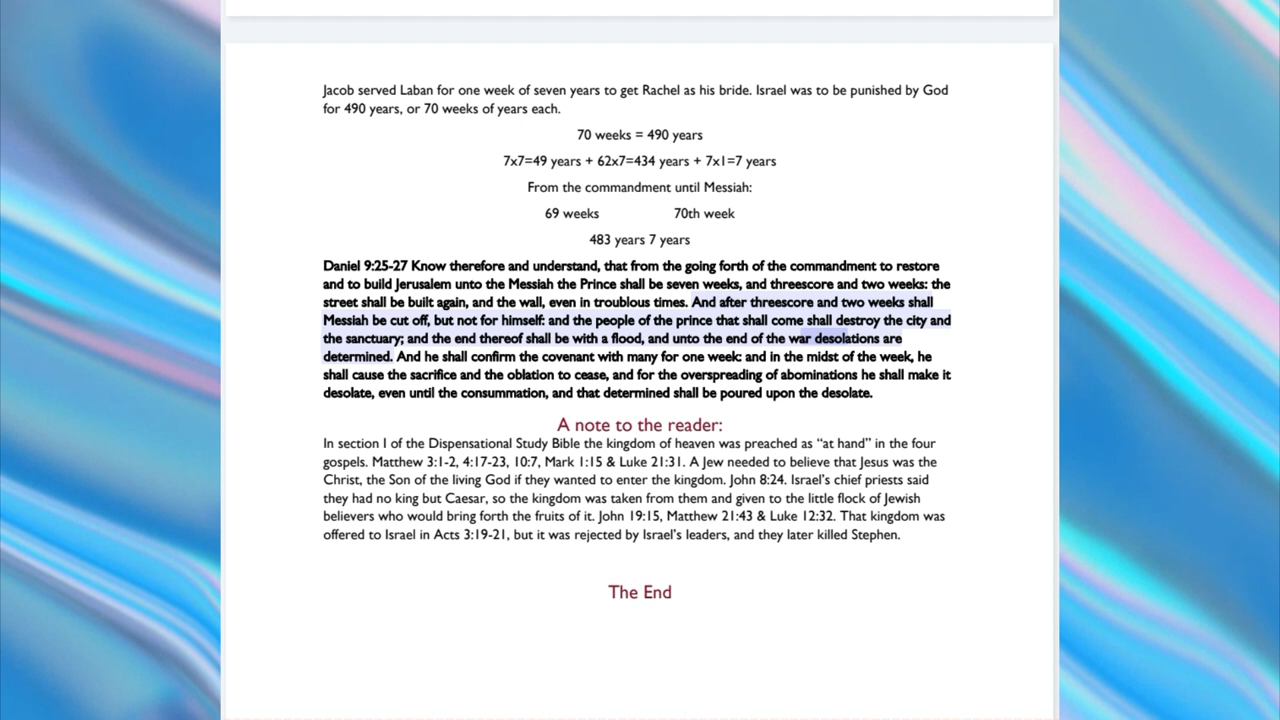 Jacob served Laban for one week of seven years to get Rachel as his bride. Israel was to be punished by God
for 490 years, or 70 weeks of years each.
70 weeks = 490 years
7x7=49 years + 62x7=434 years + 7x1=7 years
From the commandment until Messiah:
69 weeks 70th week
483 years 7 years
Daniel 9:25-27 Know therefore and understand, that from the going forth of the commandment to restore
and to build Jerusalem unto the Messiah the Prince shall be seven weeks, and threescore and two weeks: the
street shall be built again, and the wall, even in troublous times. And after threescore and two weeks shall
Messiah be cut off, but not for himself: and the people of the prince that shall come shall destroy the city and
the sanctuary; and the end thereof shall be with a flood, and unto the end of the war desolations are
determined. And he shall confirm the covenant with many for one week: and in the midst of the week, he
shall cause the sacrifice and the oblation to cease, and for the overspreading of abominations he shall make it
desolate, even until the consummation, and that determined shall be poured upon the desolate.
A note to the reader:
In section I of the Dispensational Study Bible the kingdom of heaven was preached as “at hand” in the four
gospels. Matthew 3:1-2, 4:17-23, 10:7, Mark 1:15 & Luke 21:31. A Jew needed to believe that Jesus was the
Christ, the Son of the living God if they wanted to enter the kingdom. John 8:24. Israel’s chief priests said
they had no king but Caesar, so the kingdom was taken from them and given to the little flock of Jewish
believers who would bring forth the fruits of it. John 19:15, Matthew 21:43 & Luke 12:32. That kingdom was
offered to Israel in Acts 3:19-21, but it was rejected by Israel’s leaders, and they later killed Stephen.
The End